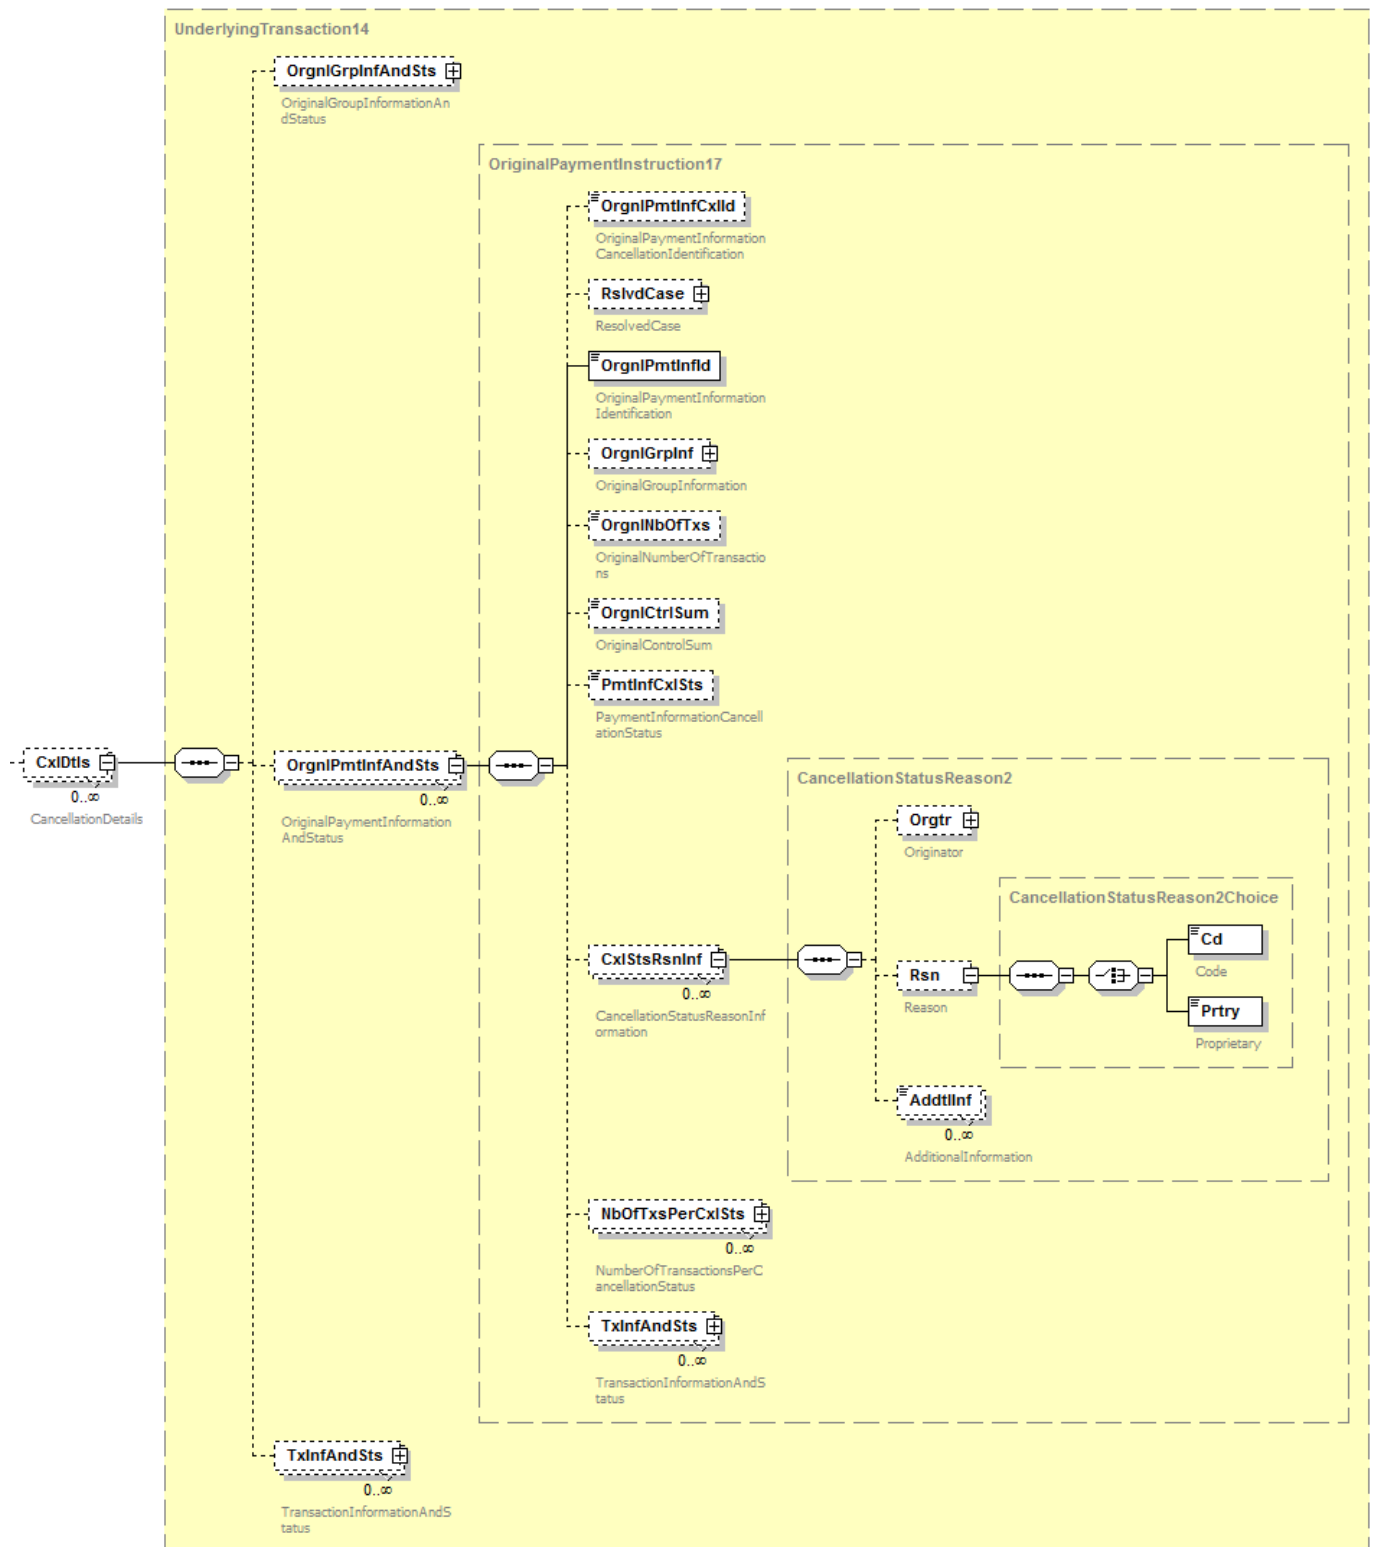 UnderlyingTransaction14
OrgnlGrpInfAndSts
OriginalGroupInformationAn
dStatus
OriginalPaymentInstruction17
OrgnlPmtInfCxlId
OriginalPaymentInformation
CancellationIdentification
RslvdCase
ResolvedCase
OrgnlPmtInfId
OriginalPaymentInformation
Identification
OrgnlGrpInf
OriginalGroupInformation
OrgnlNbOfTxs
OriginalNumberOfTransactio
ns
OrgnlCtrlSum
OriginalControlSum
PmtInfCxlSts
PaymentInformationCancell
ationStatus
CxlDtls
0..∞
CancellationDetails
OrgnlPmtInfAndSts
0..∞
OriginalPaymentInformation
AndStatus
CancellationStatusReason2
Orgtr
Originator
CancellationStatusReason2Choice
Cd
Code
CxlStsRsnInf
0..∞
CancellationStatusReasonInf
ormation
Rsn
Reason
Prtry
Proprietary
AddtlInf
0..∞
AdditionalInformation
NbOfTxsPerCxlSts
0..∞
NumberOfTransactionsPerC
ancellationStatus
TxInfAndSts
0..∞
TransactionInformationAndS
tatus
TxInfAndSts
0..∞
TransactionInformationAndS
tatus